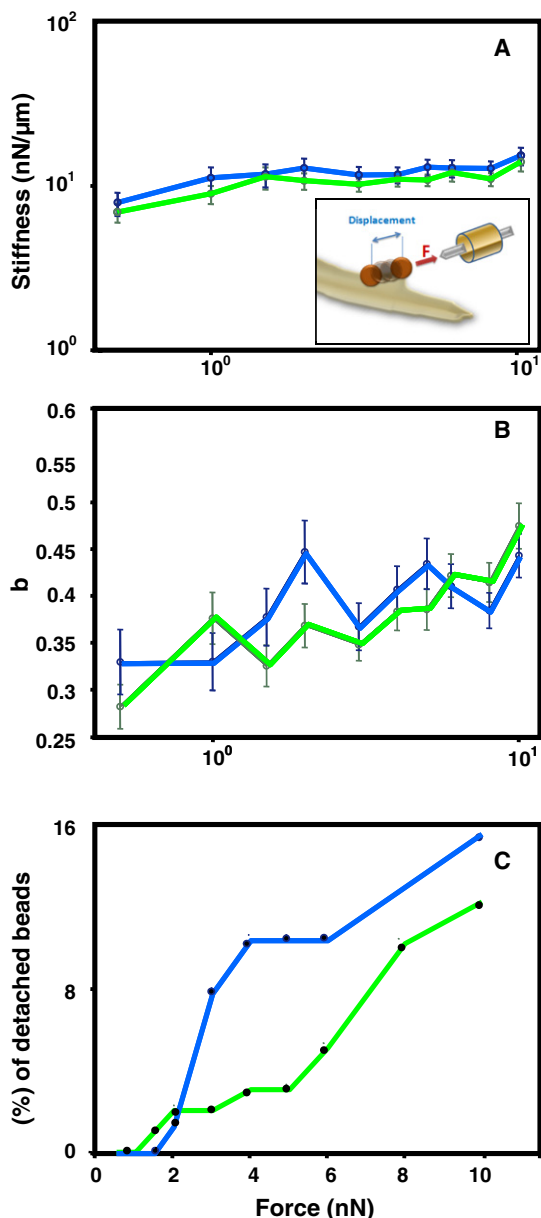 A
10²
10¹
10⁰
Stiffness (nN/µm)
Displacement
F
10⁰
10¹
B
0.6
0.55
0.5
0.45
0.4
0.35
0.3
0.25
b
10⁰
10¹
C
16
8
0
(%) of detached beads
0
2
4
6
8
10
Force (nN)